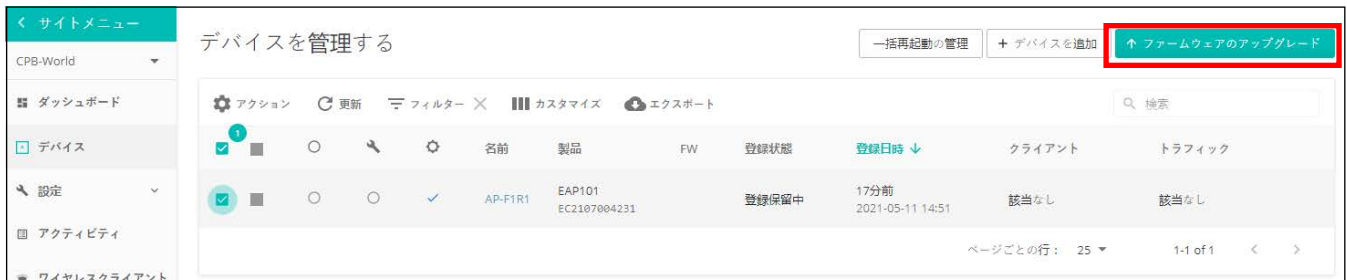 サイトメニュー
CPB-World
ダッシュボード
デバイス
設定
アクティビティ
ワイヤレスクライアント
デバイスを管理する
一括再起動の管理
+ デバイスを追加
↑ ファームウェアのアップグレード
アクション 更新 フィルター カスタマイズ エクスポート
検索
1
名前 製品 FW 登録状態 登録日時 ↓ クライアント トラフィック
AP-F1R1 EAP101 登録保留中 17分前 該当なし 該当なし
EC2107004231 2021-05-11 14:51
ページごとの行： 25 1-1 of 1